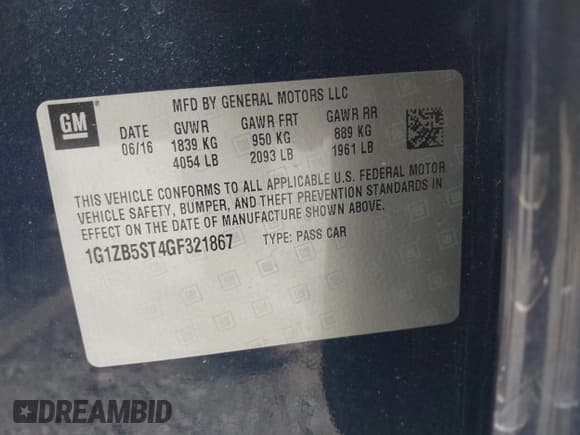 GM
MFD BY GENERAL MOTORS LLC
DATE GVWR GAWR FRT GAWR RR
06/16 1839 KG 950 KG 889 KG
4054 LB 2093 LB 1961 LB
THIS VEHICLE CONFORMS TO ALL APPLICABLE U.S. FEDERAL MOTOR
VEHICLE SAFETY, BUMPER, AND THEFT PREVENTION STANDARDS IN
EFFECT ON THE DATE OF MANUFACTURE SHOWN ABOVE.
1G1ZB5ST4GF321867 TYPE: PASS CAR
DREAMBID